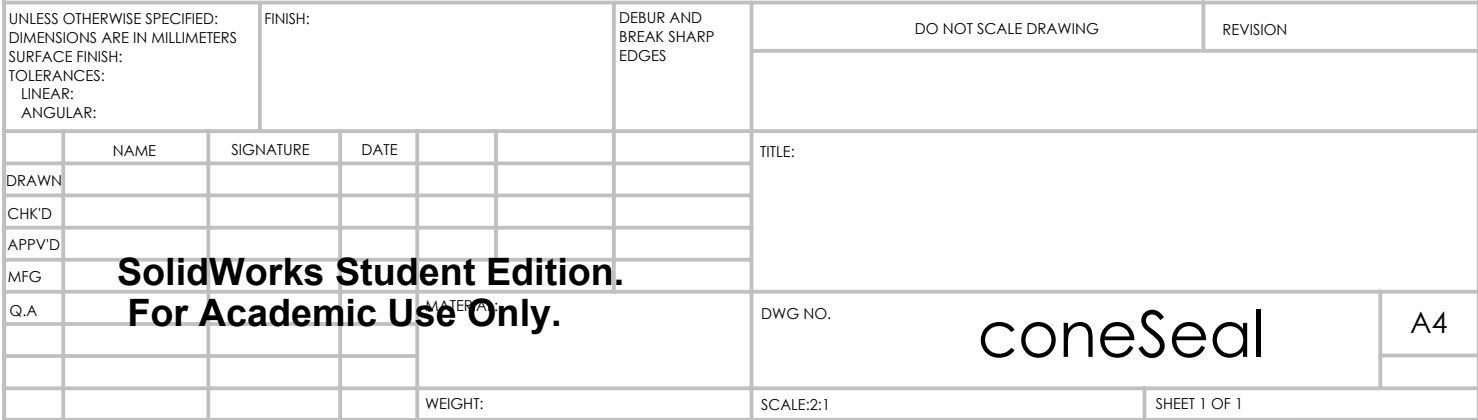 UNLESS OTHERWISE SPECIFIED:
DIMENSIONS ARE IN MILLIMETERS
SURFACE FINISH:
TOLERANCES:
LINEAR:
ANGULAR:
FINISH:
DEBUR AND
BREAK SHARP
EDGES
DO NOT SCALE DRAWING
REVISION
NAME
SIGNATURE
DATE
DRAWN
CHK'D
APPV'D
MFG
Q.A
TITLE:
SolidWorks Student Edition.
For Academic Use Only.
MATERIAL:
DWG NO.
coneSeal
A4
WEIGHT:
SCALE:2:1
SHEET 1 OF 1